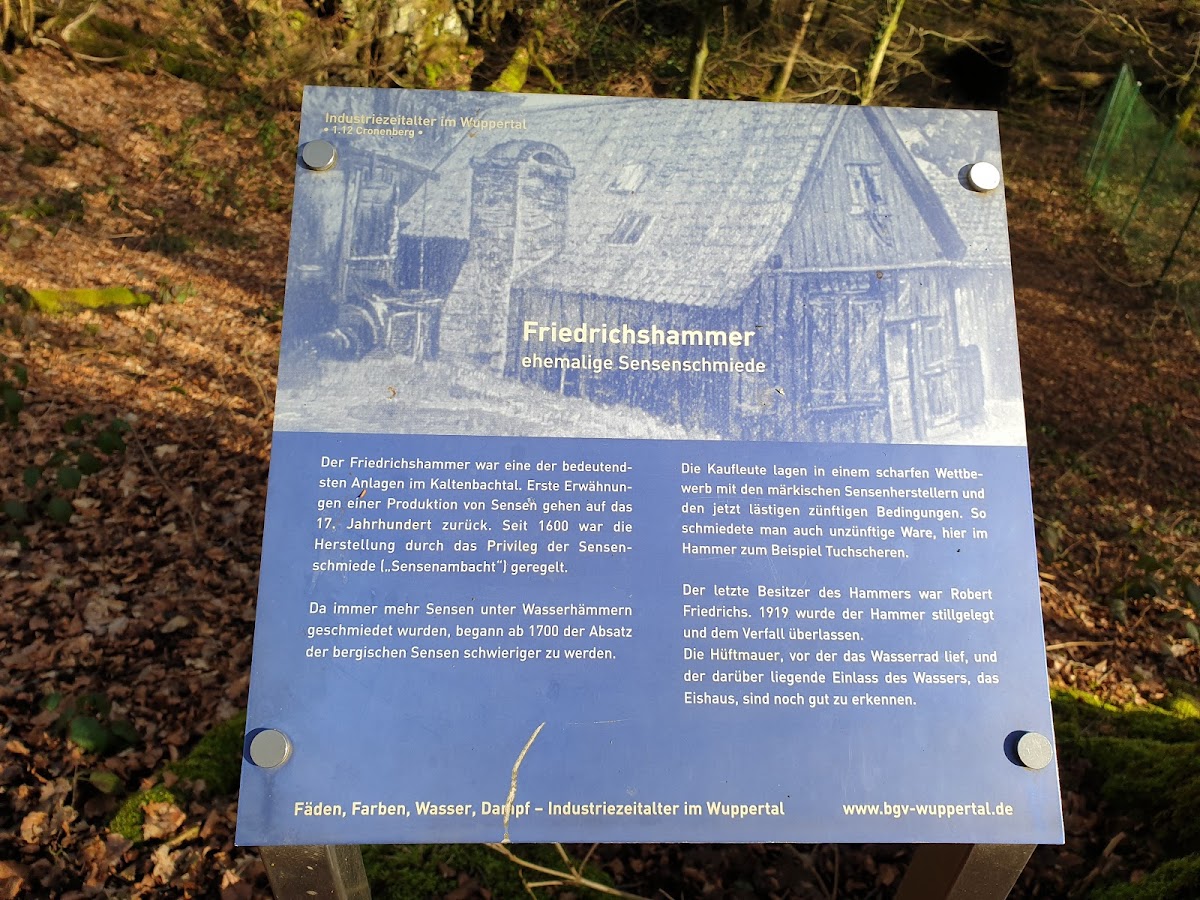 Industriezeitalter im Wuppertal
• 1.12 Cronenberg •
Friedrichshammer
ehemalige Sensenschmiede
Der Friedrichshammer war eine der bedeutend-
sten Anlagen im Kaltenbachtal. Erste Erwähnun-
gen einer Produktion von Sensen gehen auf das
17. Jahrhundert zurück. Seit 1600 war die
Herstellung durch das Privileg der Sensen-
schmiede („Sensenambacht“) geregelt.
Da immer mehr Sensen unter Wasserhämmern
geschmiedet wurden, begann ab 1700 der Absatz
der bergischen Sensen schwieriger zu werden.
Die Kaufleute lagen in einem scharfen Wettbe-
werb mit den märkischen Sensenherstellern und
den jetzt lästigen zünftigen Bedingungen. So
schmiedete man auch unzünftige Ware, hier im
Hammer zum Beispiel Tuchscheren.
Der letzte Besitzer des Hammers war Robert
Friedrichs. 1919 wurde der Hammer stillgelegt
und dem Verfall überlassen.
Die Hüftmauer, vor der das Wasserrad lief, und
der darüber liegende Einlass des Wassers, das
Eishaus, sind noch gut zu erkennen.
Fäden, Farben, Wasser, Dampf – Industriezeitalter im Wuppertal
www.bgv-wuppertal.de